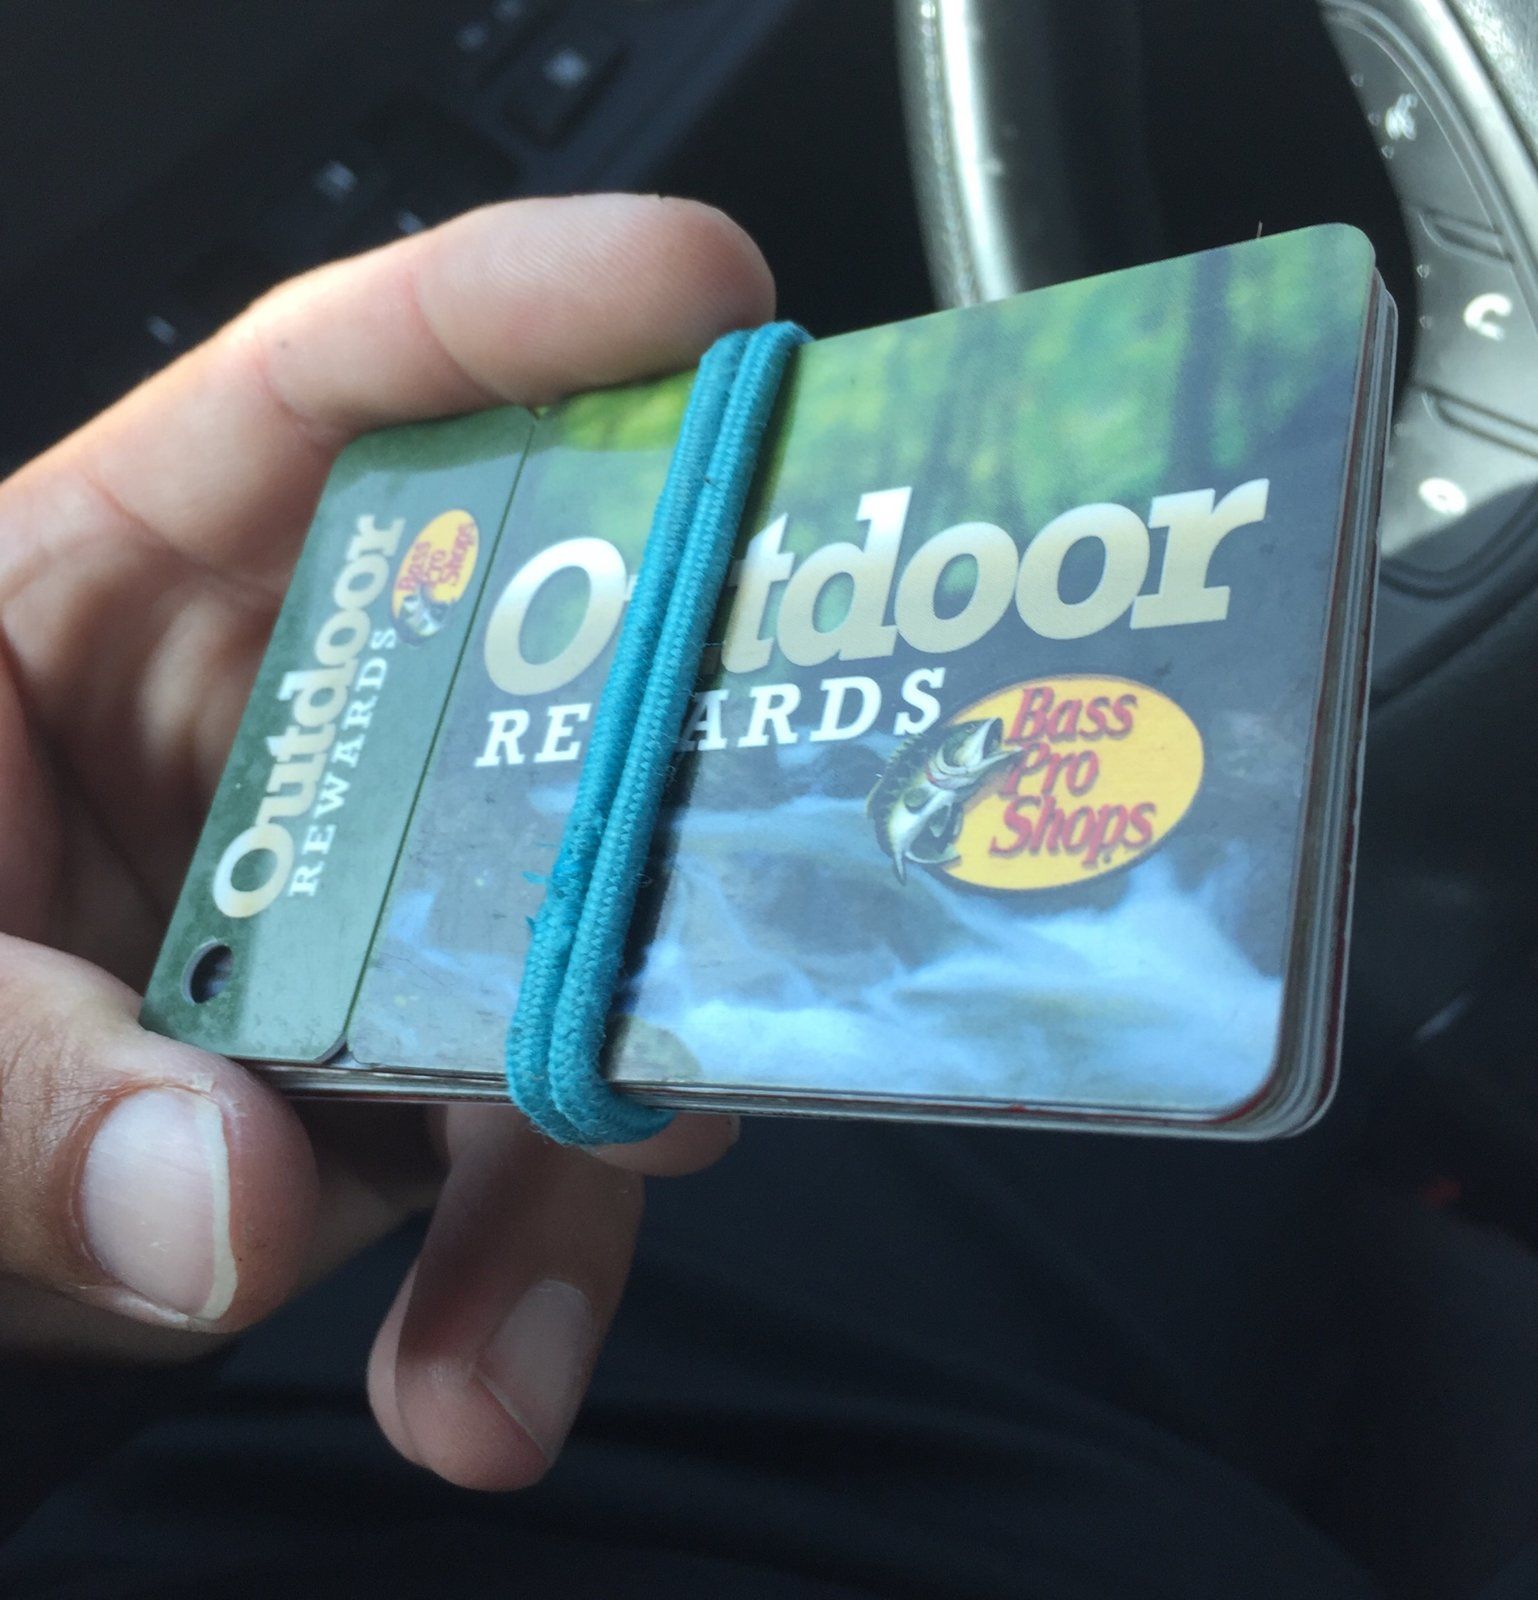 Outdoor
REWARDS
Bass
Pro
Shops
Outdoor
REWARDS
Bass
Pro
Shops